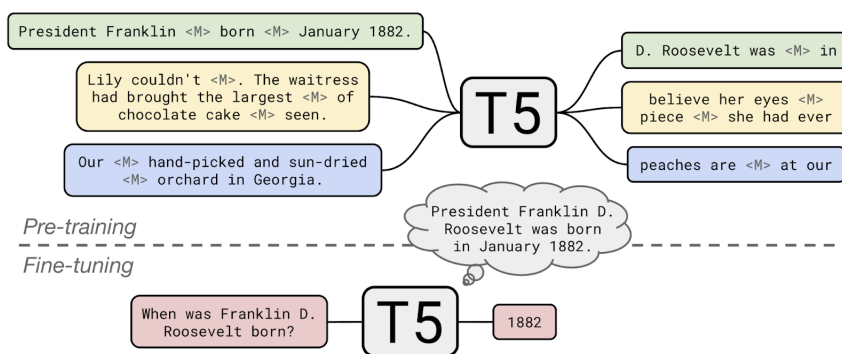 President Franklin <M> born <M> January 1882.
D. Roosevelt was <M> in
Lily couldn't <M>. The waitress
had brought the largest <M> of
chocolate cake <M> seen.
T5
believe her eyes <M>
piece <M> she had ever
Our <M> hand-picked and sun-dried
<M> orchard in Georgia.
peaches are <M> at our
President Franklin D.
Roosevelt was born
in January 1882.
Pre-training
Fine-tuning
When was Franklin D.
Roosevelt born?
T5
1882